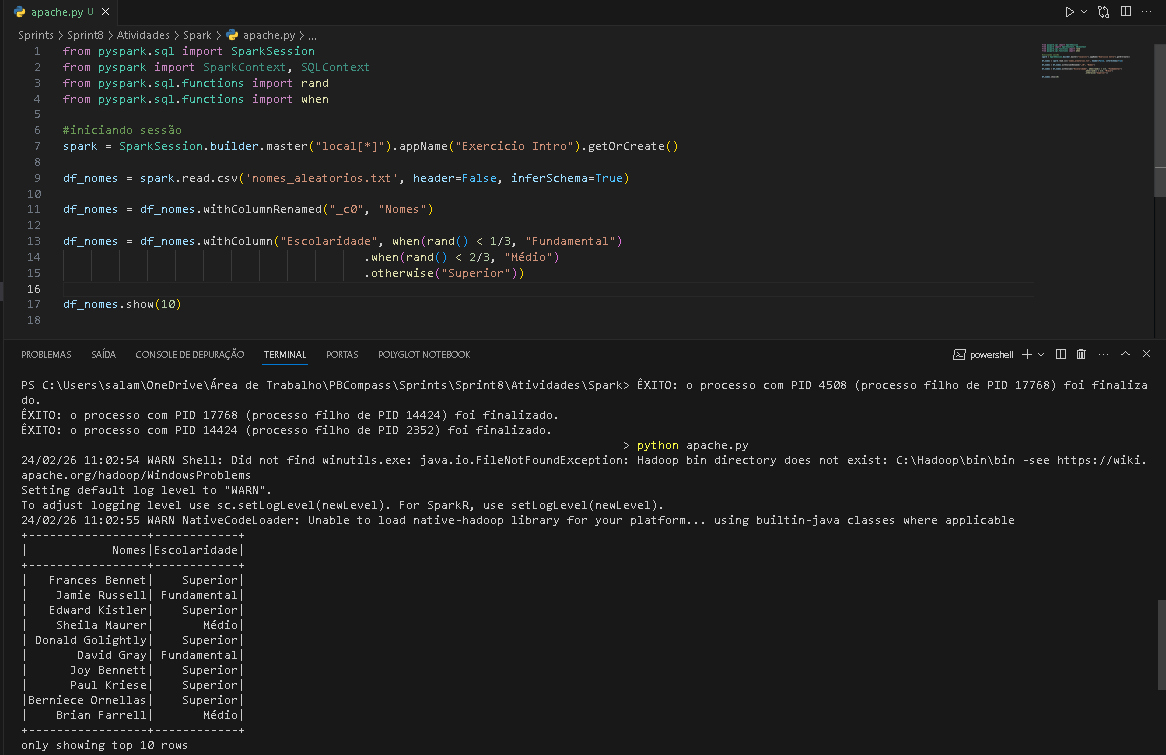 apache.py U
Sprints > Sprint8 > Atividades > Spark > apache.py > ...
1 from pyspark.sql import SparkSession
2 from pyspark import SparkContext, SQLContext
3 from pyspark.sql.functions import rand
4 from pyspark.sql.functions import when
5
6 #iniciando sessão
7 spark = SparkSession.builder.master("local[*]").appName("Exercicio Intro").getOrCreate()
8
9 df_nomes = spark.read.csv('nomes_aleatorios.txt', header=False, inferSchema=True)
10
11 df_nomes = df_nomes.withColumnRenamed("_c0", "Nomes")
12
13 df_nomes = df_nomes.withColumn("Escolaridade", when(rand() < 1/3, "Fundamental")
14 .when(rand() < 2/3, "Médio")
15 .otherwise("Superior"))
16
17 df_nomes.show(10)
18
PROBLEMAS SAÍDA CONSOLE DE DEPURAÇÃO TERMINAL PORTAS POLYGLOT NOTEBOOK powershell
PS C:\Users\salam\OneDrive\Área de Trabalho\PBCompass\Sprints\Sprint8\Atividades\Spark> ÊXITO: o processo com PID 4508 (processo filho de PID 17768) foi finaliza
do.
ÊXITO: o processo com PID 17768 (processo filho de PID 14424) foi finalizado.
ÊXITO: o processo com PID 14424 (processo filho de PID 2352) foi finalizado.
> python apache.py
24/02/26 11:02:54 WARN Shell: Did not find winutils.exe: java.io.FileNotFoundException: Hadoop bin directory does not exist: C:\Hadoop\bin\bin -see https://wiki.
apache.org/hadoop/WindowsProblems
Setting default log level to "WARN".
To adjust logging level use sc.setLogLevel(newLevel). For SparkR, use setLogLevel(newLevel).
24/02/26 11:02:55 WARN NativeCodeLoader: Unable to load native-hadoop library for your platform... using builtin-java classes where applicable
+-----------------+------------+
|            Nomes|Escolaridade|
+-----------------+------------+
|   Frances Bennet|    Superior|
|    Jamie Russell| Fundamental|
|   Edward Kistler|    Superior|
|    Sheila Maurer|       Médio|
| Donald Golightly|    Superior|
|       David Gray| Fundamental|
|      Joy Bennett|    Superior|
|      Paul Kriese|    Superior|
|Berniece Ornellas|    Superior|
|    Brian Farrell|       Médio|
+-----------------+------------+
only showing top 10 rows